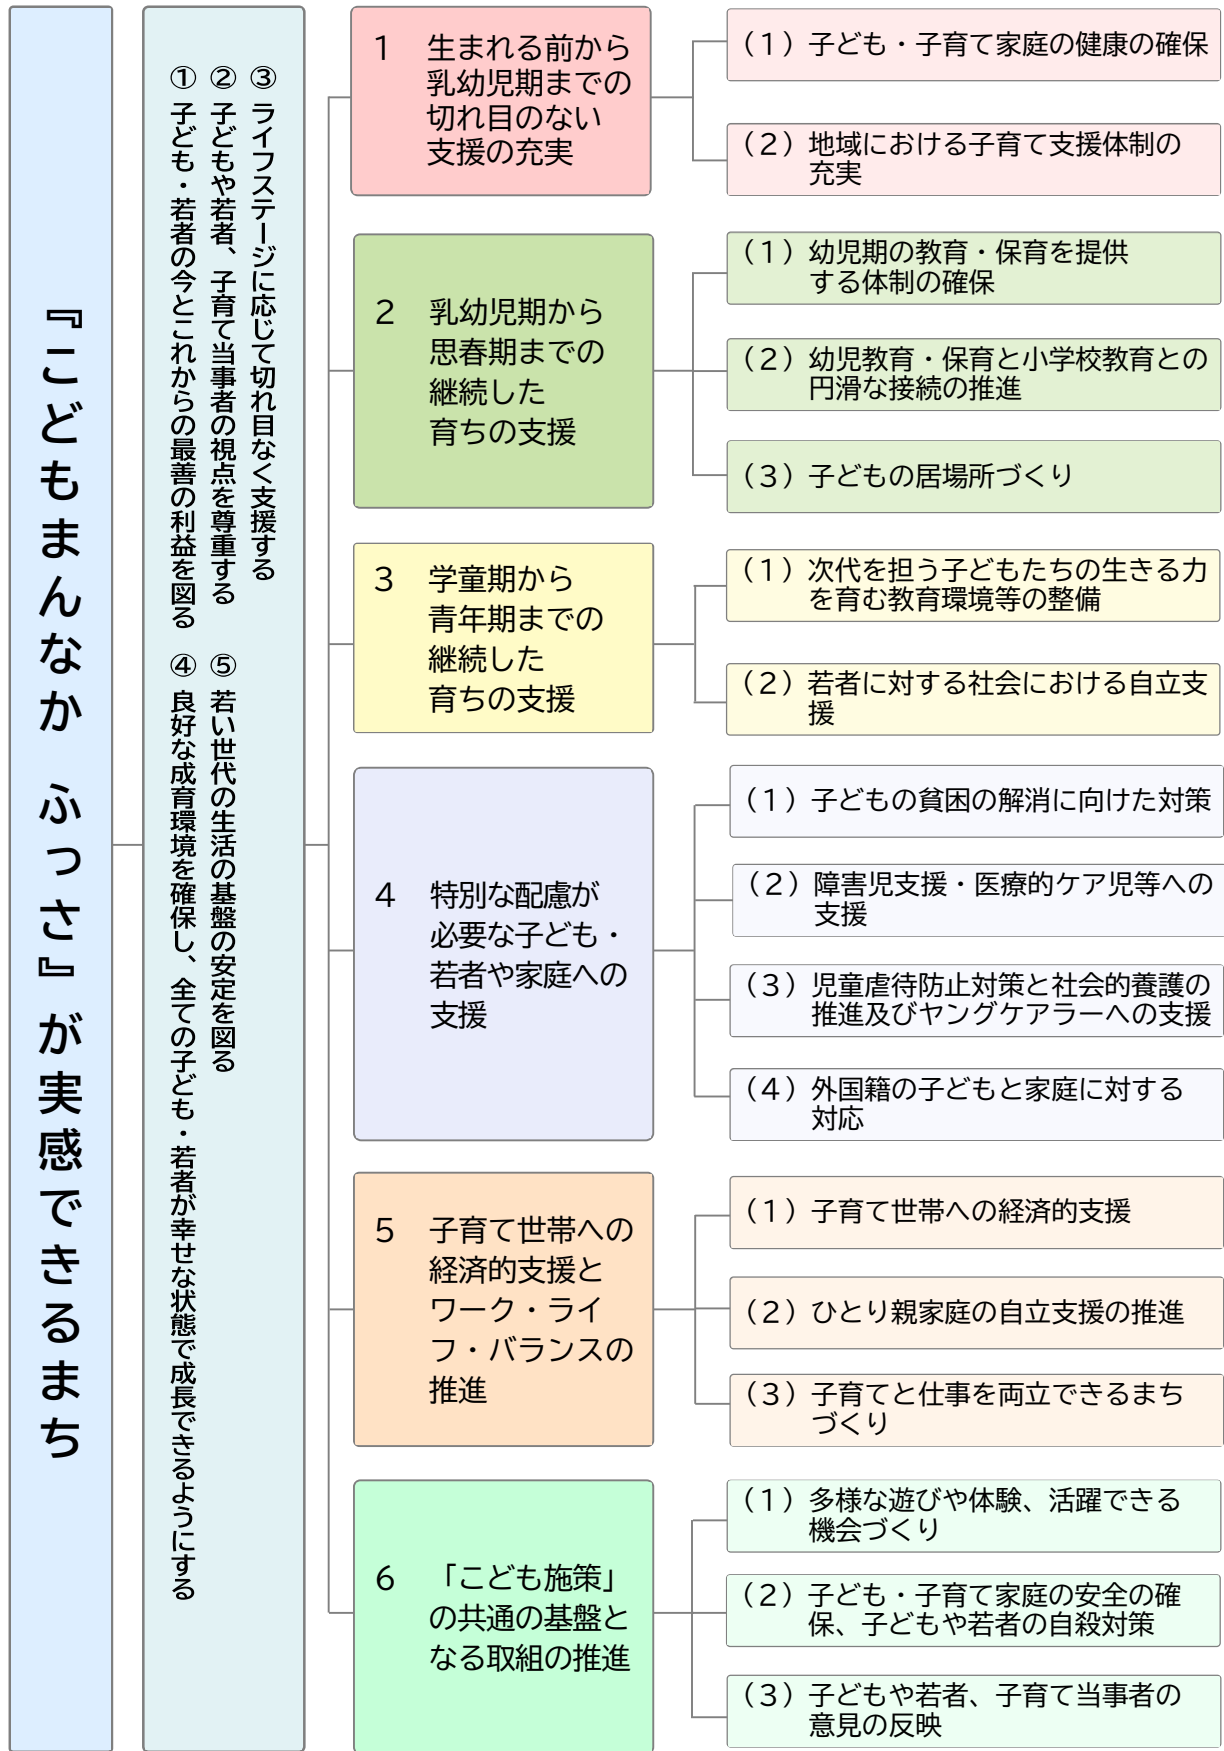 『こどもまんなか　ふっさ』が実感できるまち
① 子ども・若者の今とこれからの最善の利益を図る
② 子どもや若者、子育て当事者の視点を尊重する
③ ライフステージに応じて切れ目なく支援する
④ 良好な成育環境を確保し、全ての子ども・若者が幸せな状態で成長できるようにする
⑤ 若い世代の生活の基盤の安定を図る
1　生まれる前から
乳幼児期までの
切れ目のない
支援の充実
（1）子ども・子育て家庭の健康の確保
（2）地域における子育て支援体制の
充実
2　乳幼児期から
思春期までの
継続した
育ちの支援
（1）幼児期の教育・保育を提供
する体制の確保
（2）幼児教育・保育と小学校教育との
円滑な接続の推進
（3）子どもの居場所づくり
3　学童期から
青年期までの
継続した
育ちの支援
（1）次代を担う子どもたちの生きる力
を育む教育環境等の整備
（2）若者に対する社会における自立支
援
4　特別な配慮が
必要な子ども・
若者や家庭への
支援
（1）子どもの貧困の解消に向けた対策
（2）障害児支援・医療的ケア児等への
支援
（3）児童虐待防止対策と社会的養護の
推進及びヤングケアラーへの支援
（4）外国籍の子どもと家庭に対する
対応
5　子育て世帯への
経済的支援と
ワーク・ライ
フ・バランスの
推進
（1）子育て世帯への経済的支援
（2）ひとり親家庭の自立支援の推進
（3）子育てと仕事を両立できるまち
づくり
6　「こども施策」
の共通の基盤と
なる取組の推進
（1）多様な遊びや体験、活躍できる
機会づくり
（2）子ども・子育て家庭の安全の確
保、子どもや若者の自殺対策
（3）子どもや若者、子育て当事者の
意見の反映